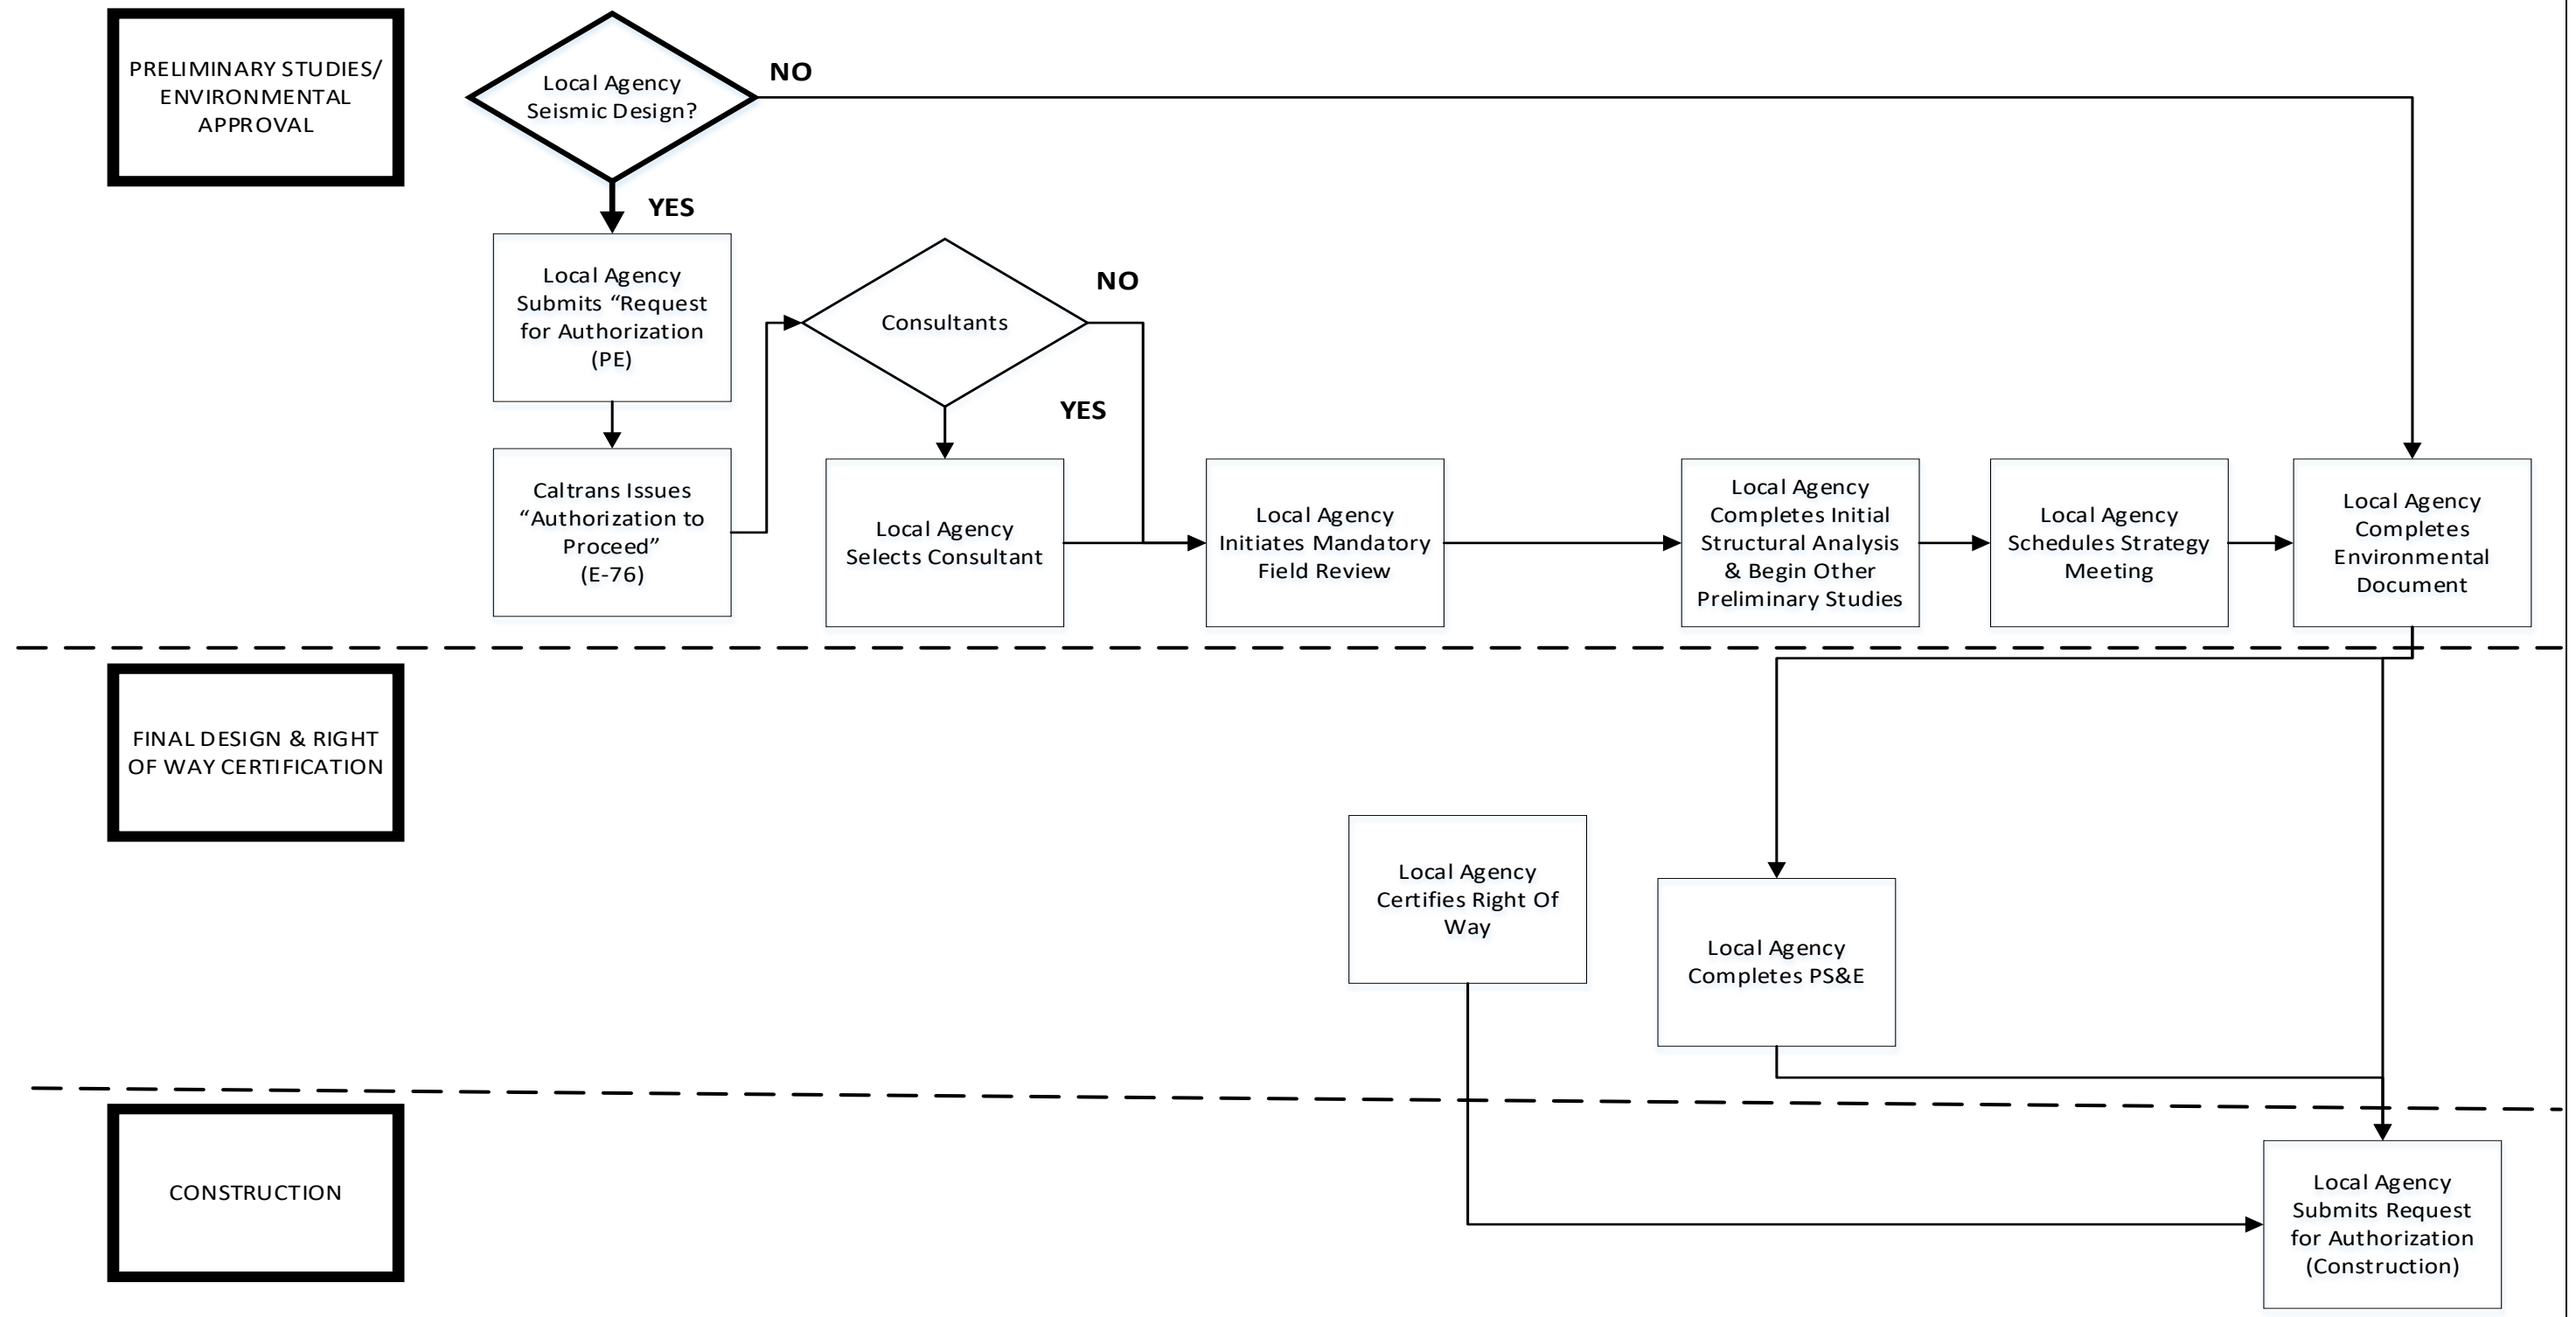 PRELIMINARY STUDIES/
ENVIRONMENTAL
APPROVAL
Local Agency
Seismic Design?
NO
YES
Local Agency
Submits “Request
for Authorization
(PE)
Consultants
NO
YES
Caltrans Issues
“Authorization to
Proceed”
(E-76)
Local Agency
Selects Consultant
Local Agency
Initiates Mandatory
Field Review
Local Agency
Completes Initial
Structural Analysis
& Begin Other
Preliminary Studies
Local Agency
Schedules Strategy
Meeting
Local Agency
Completes
Environmental
Document
FINAL DESIGN & RIGHT
OF WAY CERTIFICATION
Local Agency
Certifies Right Of
Way
Local Agency
Completes PS&E
CONSTRUCTION
Local Agency
Submits Request
for Authorization
(Construction)